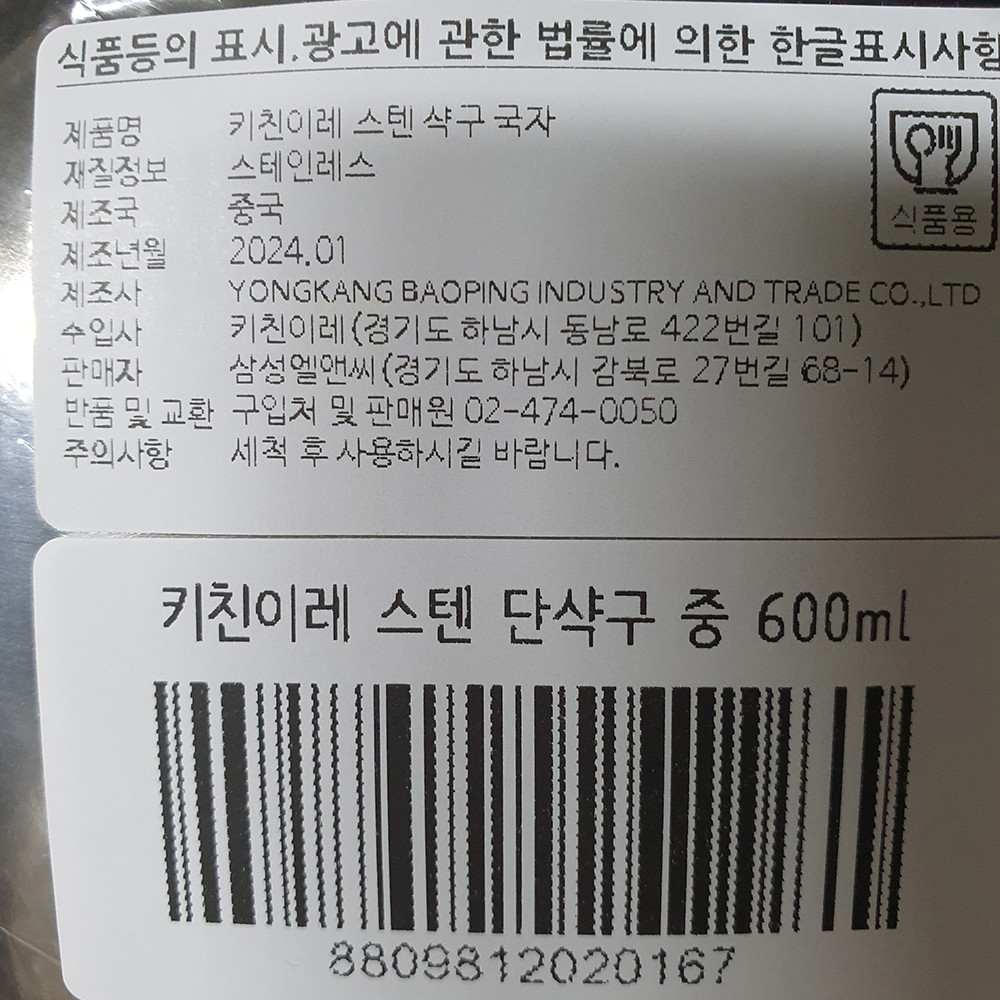 식품등의 표시.광고에 관한 법률에 의한 한글표시사항
제품명 키친이레 스텐 샥구 국자
재질정보 스테인레스
제조국 중국
제조년월 2024.01
제조사 YONGKANG BAOPING INDUSTRY AND TRADE CO.,LTD
수입사 키친이레(경기도 하남시 동남로 422번길 101)
판매자 삼성엘앤씨(경기도 하남시 감북로 27번길 68-14)
반품 및 교환 구입처 및 판매원 02-474-0050
주의사항 세척 후 사용하시길 바랍니다.
식품용
키친이레 스텐 단샥구 중 600ml
8809812020167